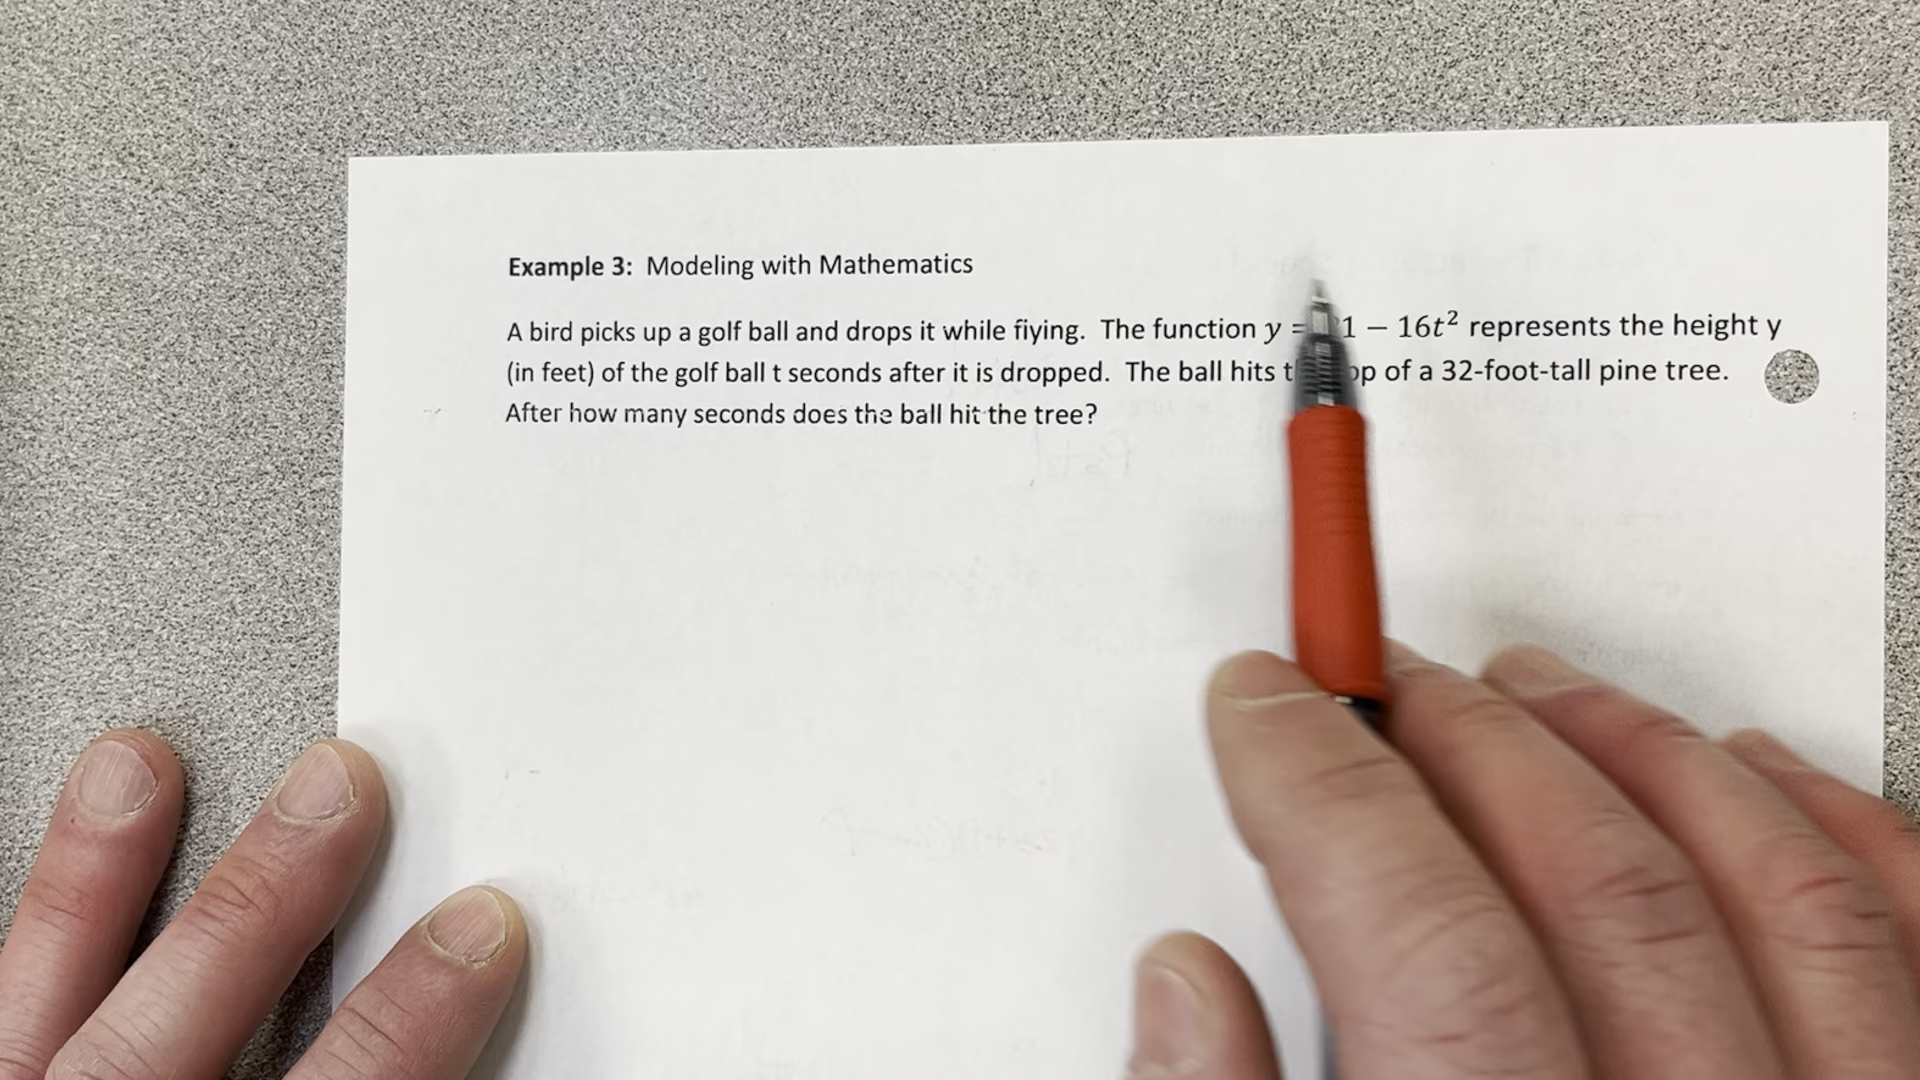 Example 3: Modeling with Mathematics
A bird picks up a golf ball and drops it while flying. The function y = 1 − 16t² represents the height y
(in feet) of the golf ball t seconds after it is dropped. The ball hits of a 32-foot-tall pine tree.
After how many seconds does the ball hit the tree?